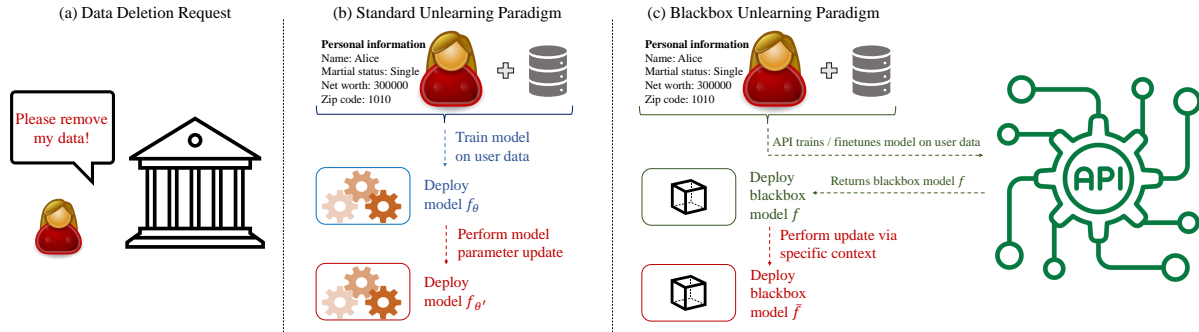 (a) Data Deletion Request
Please remove
my data!
(b) Standard Unlearning Paradigm
Personal information
Name: Alice
Martial status: Single
Net worth: 300000
Zip code: 1010
Train model
on user data
Deploy
model fθ
Perform model
parameter update
Deploy
model fθ′
(c) Blackbox Unlearning Paradigm
Personal information
Name: Alice
Martial status: Single
Net worth: 300000
Zip code: 1010
API trains / finetunes model on user data
Returns blackbox model f
API
Deploy
blackbox
model f
Perform update via
specific context
Deploy
blackbox
model f̄